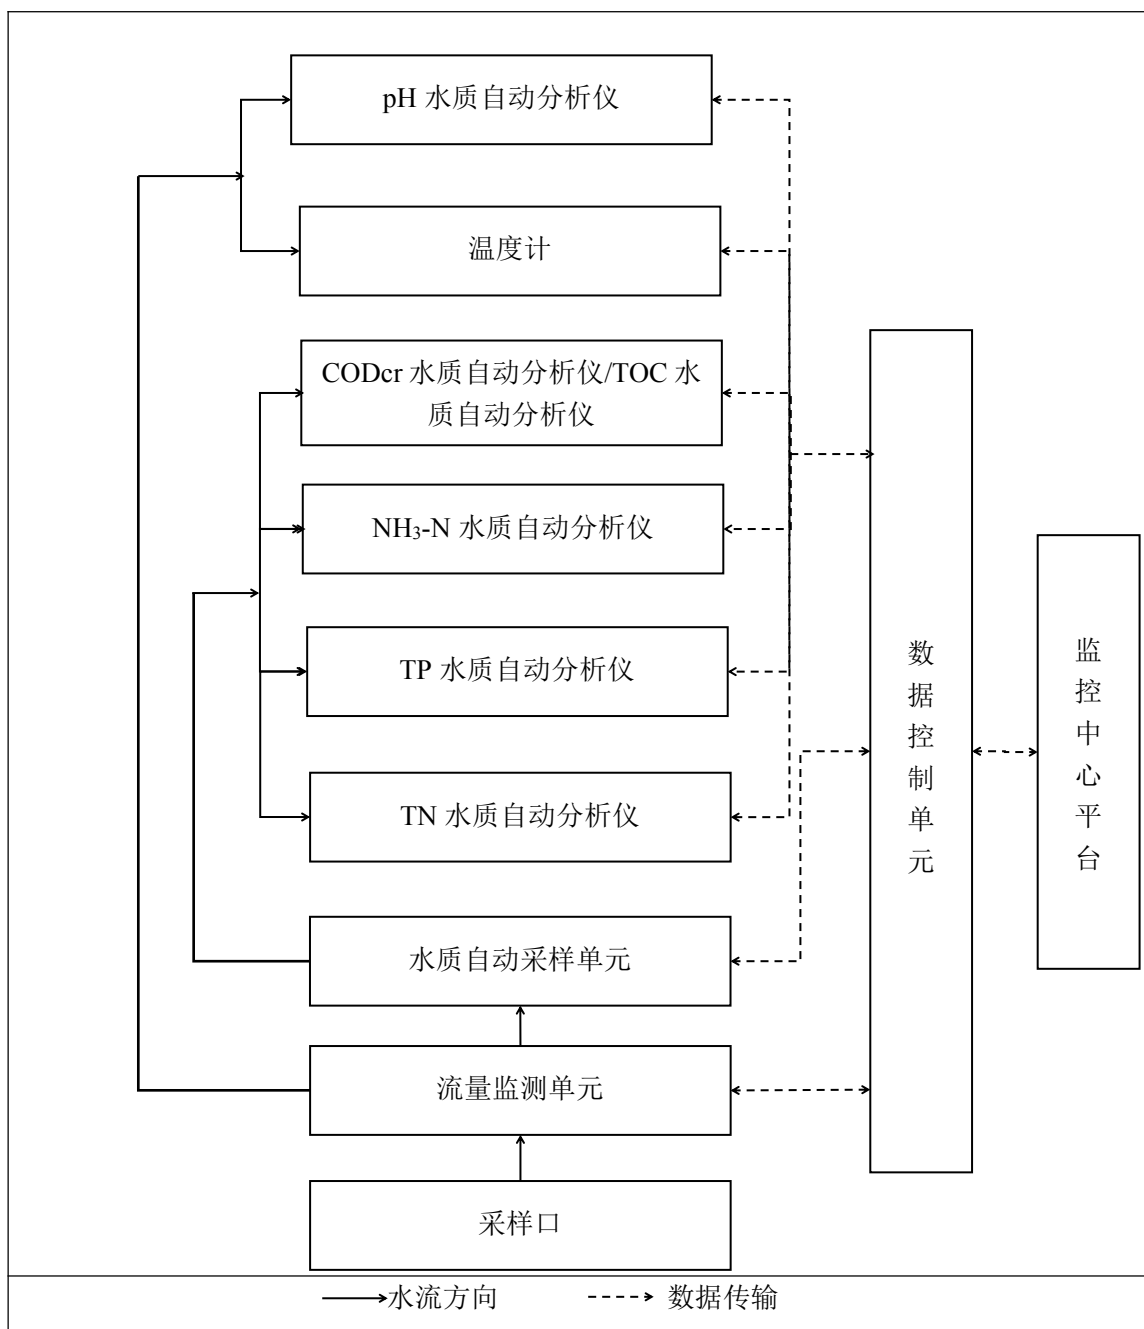 pH 水质自动分析仪
温度计
CODcr 水质自动分析仪/TOC 水
质自动分析仪
NH₃-N 水质自动分析仪
TP 水质自动分析仪
TN 水质自动分析仪
水质自动采样单元
流量监测单元
采样口
数
据
控
制
单
元
监
控
中
心
平
台
水流方向
数据传输